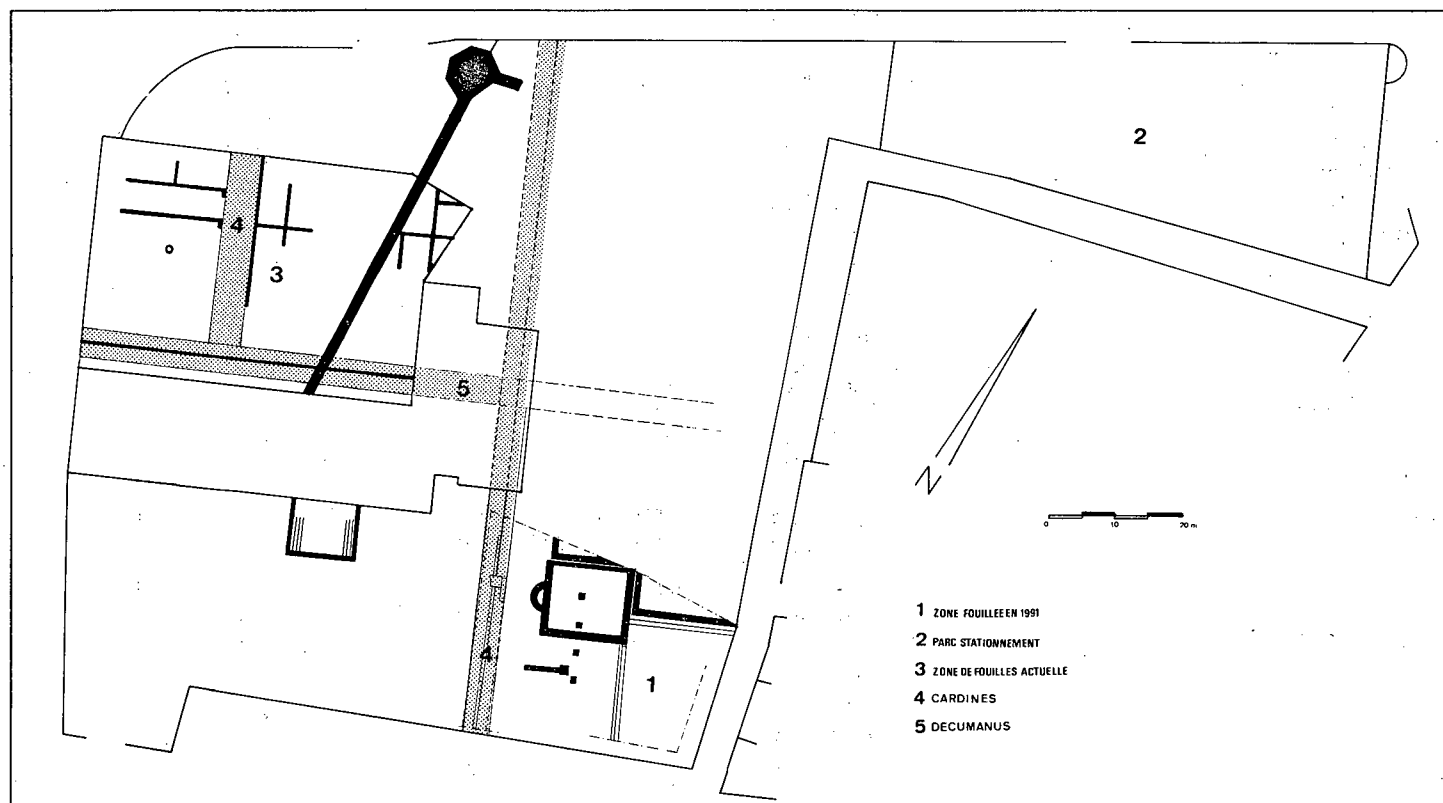 2
4
3
5
N
0 10 20 m
4
1
1 ZONE FOUILLEE EN 1991
2 PARC STATIONNEMENT
3 ZONE DE FOUILLES ACTUELLE
4 CARDINES
5 DECUMANUS